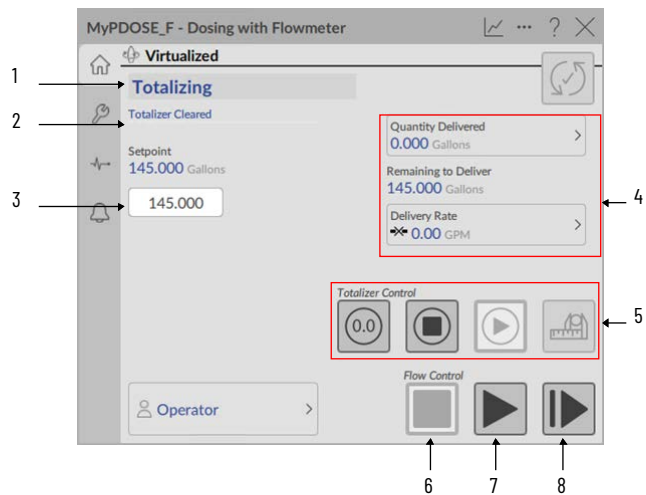 MyPDOSE_F - Dosing with Flowmeter
... ?
Virtualized
1
Totalizing
2
Totalizer Cleared
Quantity Delivered
0.000 Gallons
Setpoint
145.000 Gallons
Remaining to Deliver
145.000 Gallons
3
145.000
4
Delivery Rate
0.00 GPM
Totalizer Control
0.0
5
Flow Control
Operator
6
7
8